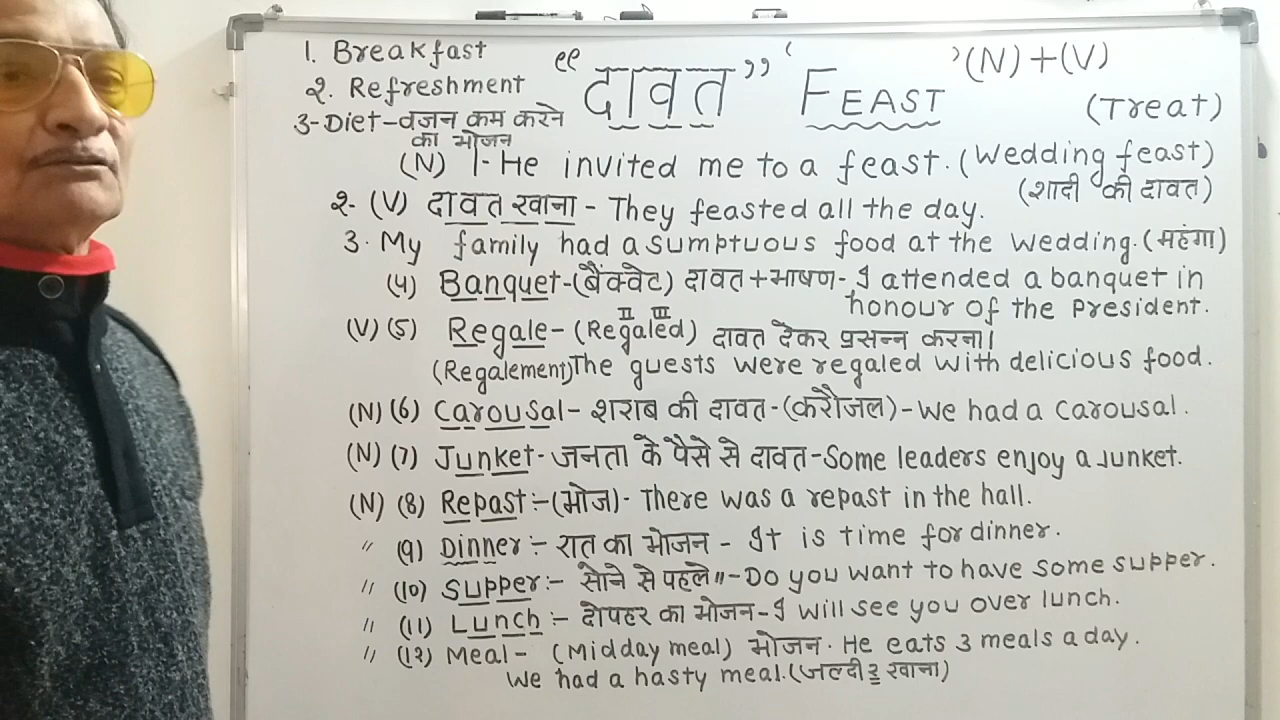 1. Breakfast
2. Refreshment
3-Diet-वजन कम करने
का भोजन
“दावत” ‘FEAST’ (N)+(V)
(Treat)
(N) 1- He invited me to a feast. (Wedding feast)
(शादी की दावत)
2- (V) दावत खाना - They feasted all the day.
3. My family had a sumptuous food at the wedding. (महंगा)
(4) Banquet-(बैंक्वेट) दावत+भाषण- I attended a banquet in
honour of the president.
(V) (5) Regale- (Regaled) दावत देकर प्रसन्न करना।
II III
(Regalement) The guests were regaled with delicious food.
(N) (6) Carousal- शराब की दावत-(करौजल)-We had a carousal.
(N) (7) Junket- जनता के पैसे से दावत-Some leaders enjoy a Junket.
(N) (8) Repast:-(भोज)- There was a repast in the hall.
" (9) Dinner:- रात का भोजन - It is time for dinner.
" (10) Supper:- सोने से पहले " -Do you want to have some supper.
" (11) Lunch:- दोपहर का भोजन-I will see you over lunch.
" (12) Meal- (Midday meal) भोजन. He eats 3 meals a day.
We had a hasty meal.(जल्दी २ खाना)